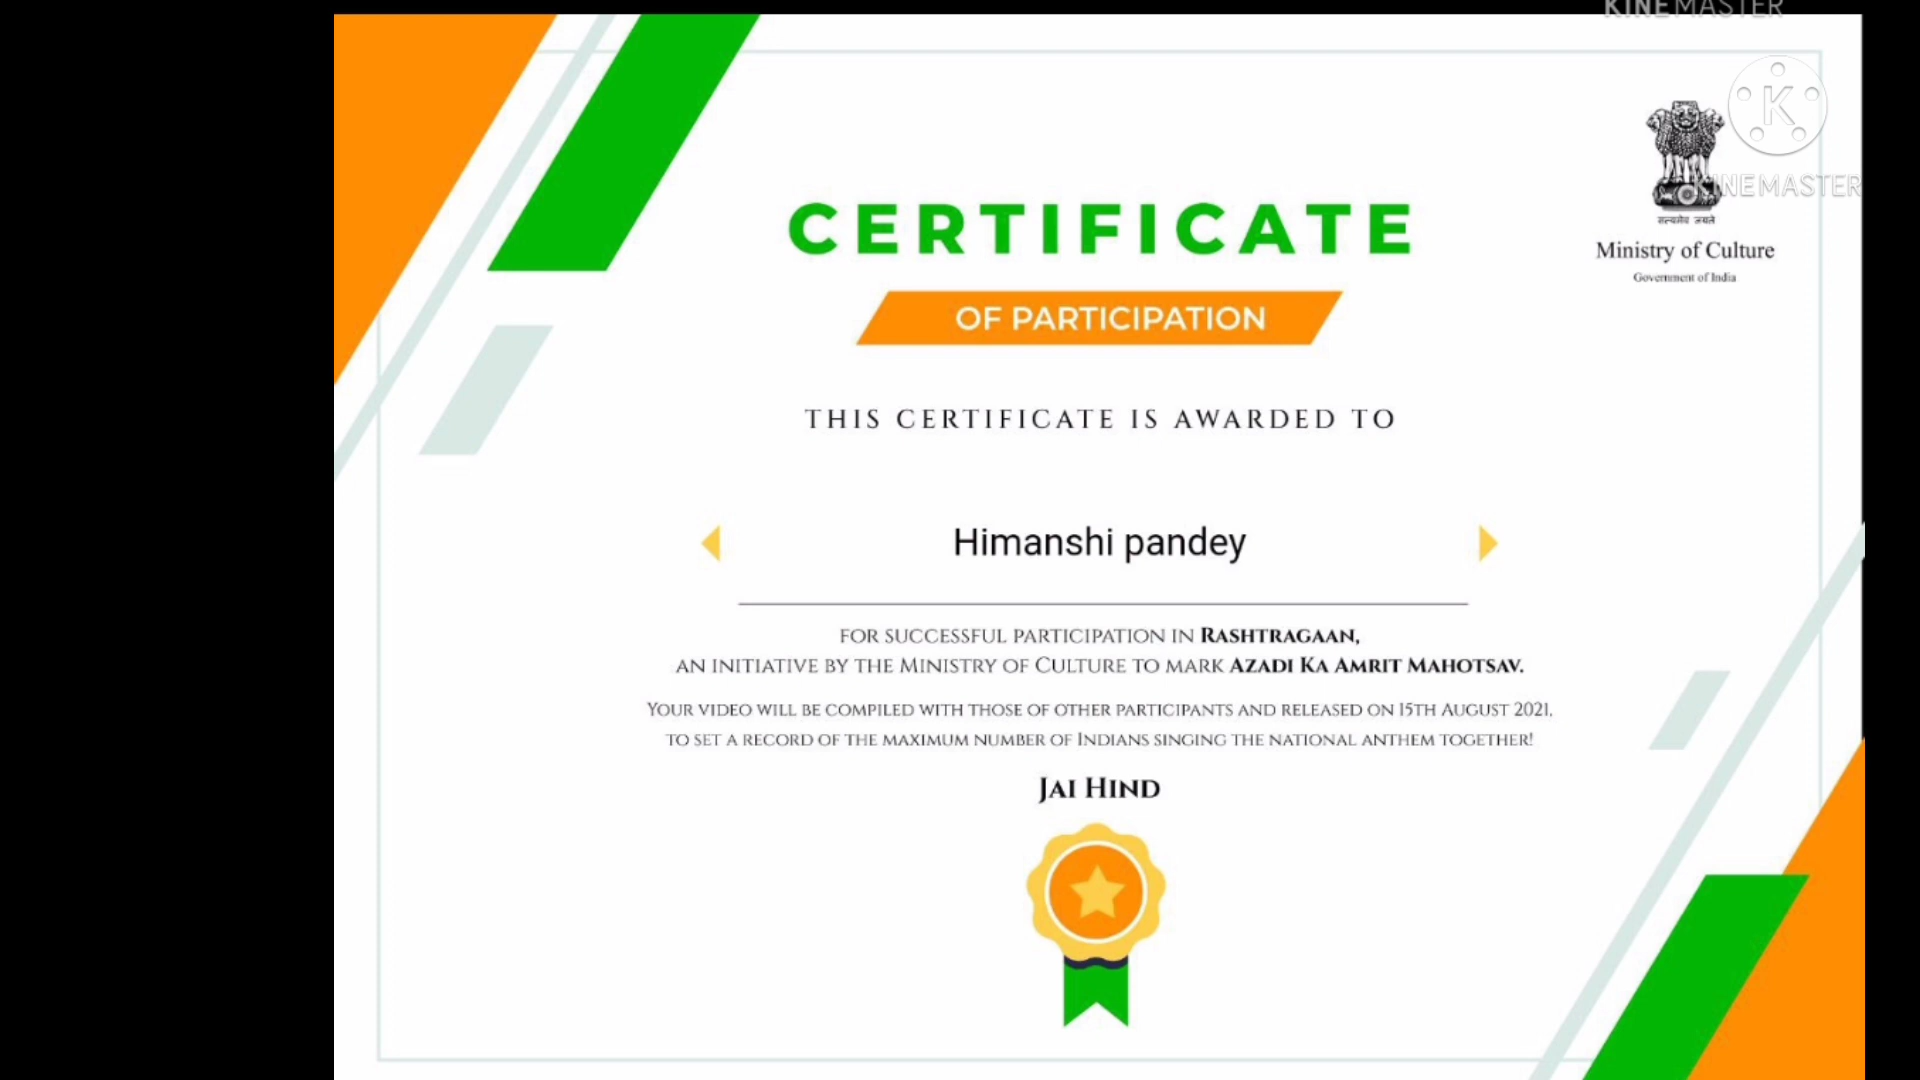 KINEMASTER
K
KINEMASTER
सत्यमेव जयते
Ministry of Culture
Government of India
CERTIFICATE
OF PARTICIPATION
THIS CERTIFICATE IS AWARDED TO
Himanshi pandey
FOR SUCCESSFUL PARTICIPATION IN RASHTRAGAAN,
AN INITIATIVE BY THE MINISTRY OF CULTURE TO MARK AZADI KA AMRIT MAHOTSAV.
YOUR VIDEO WILL BE COMPILED WITH THOSE OF OTHER PARTICIPANTS AND RELEASED ON 15TH AUGUST 2021,
TO SET A RECORD OF THE MAXIMUM NUMBER OF INDIANS SINGING THE NATIONAL ANTHEM TOGETHER!
JAI HIND